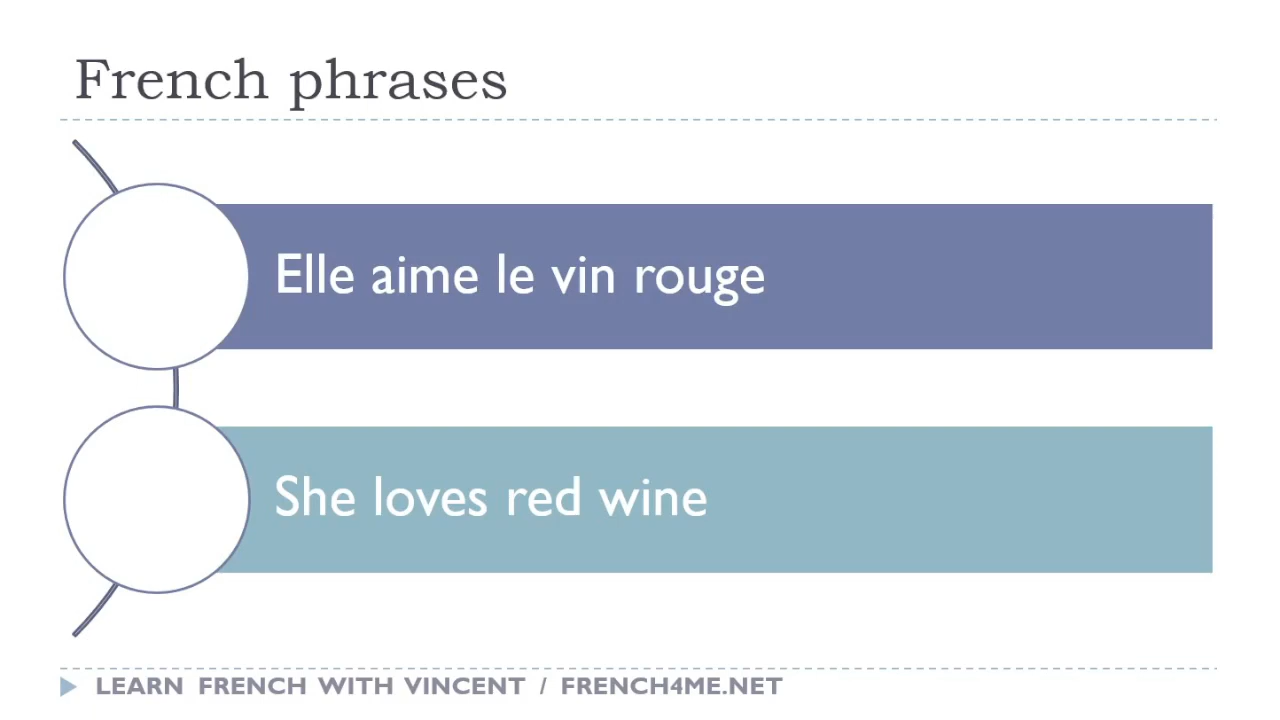 French phrases
Elle aime le vin rouge
She loves red wine
LEARN FRENCH WITH VINCENT / FRENCH4ME.NET